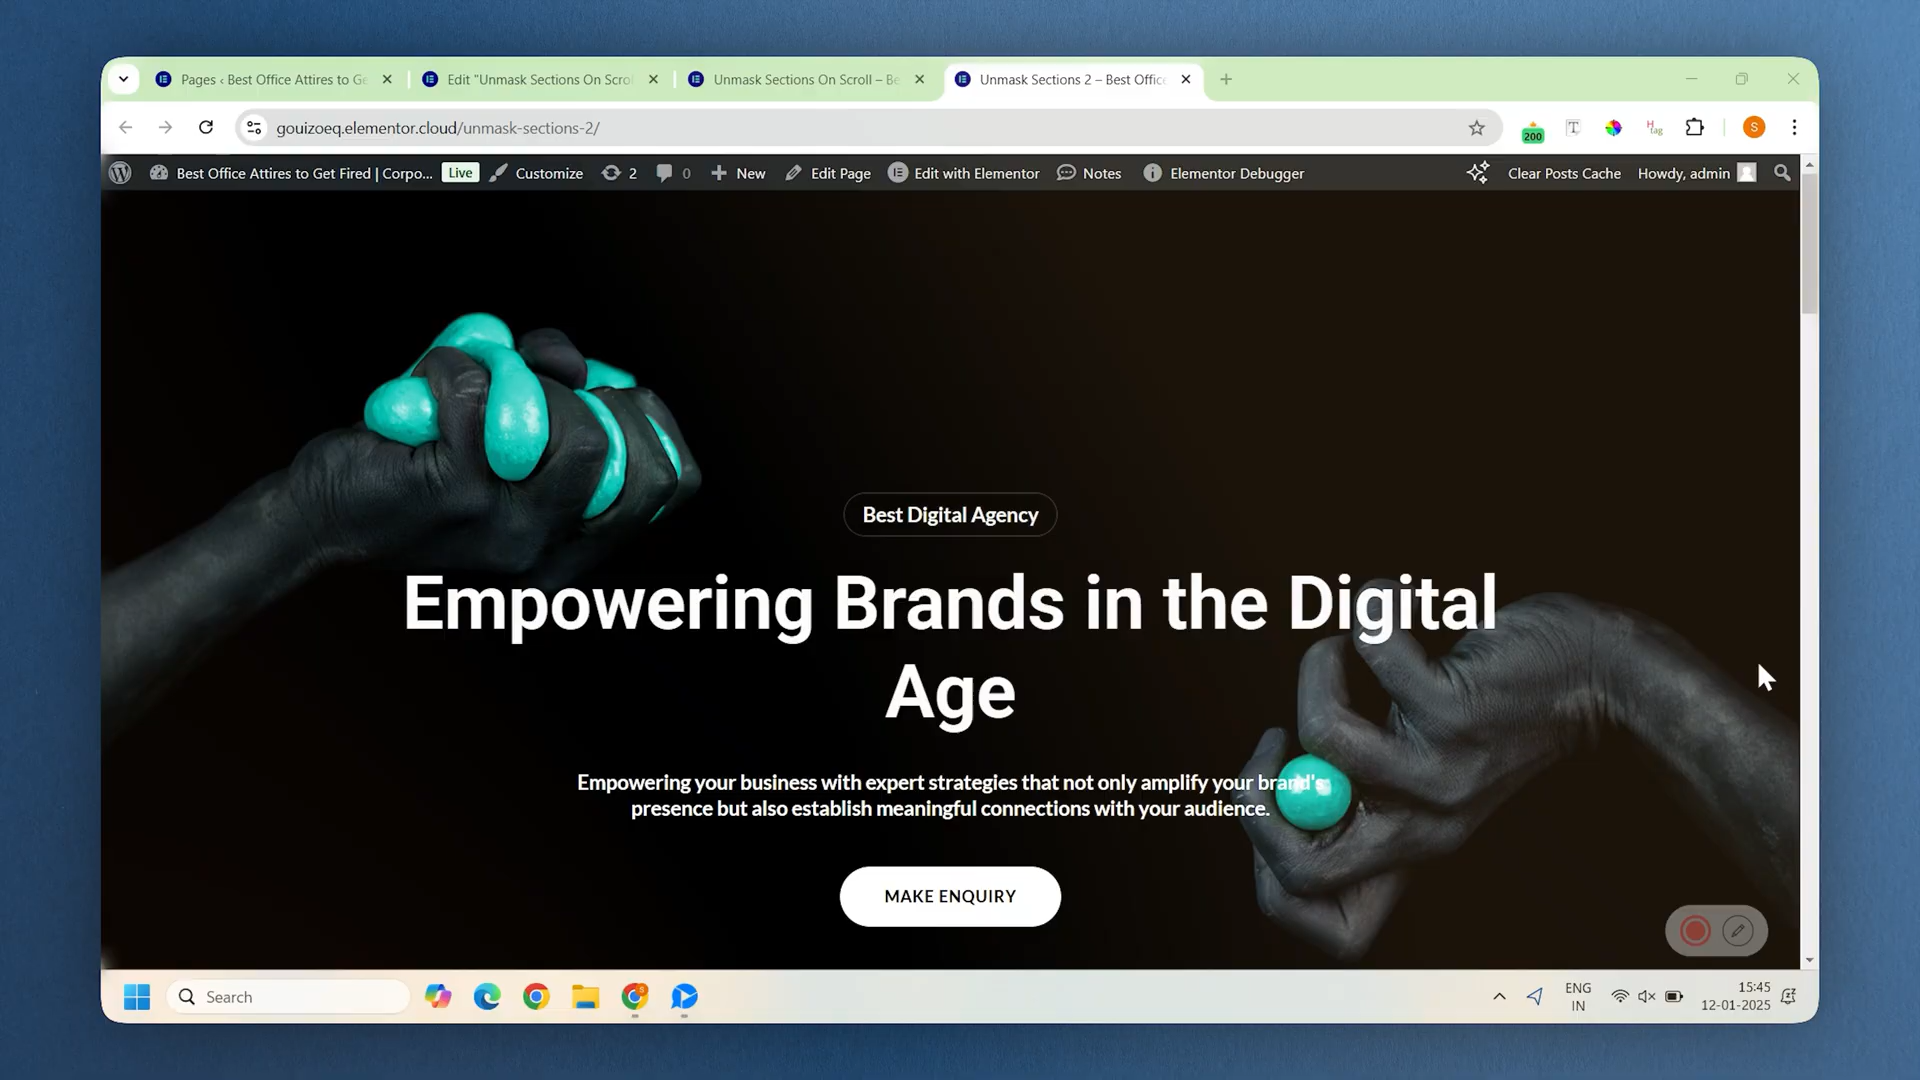 Pages ‹ Best Office Attires to Ge
Edit "Unmask Sections On Scrol
Unmask Sections On Scroll – Be
Unmask Sections 2 – Best Office
gouizoeq.elementor.cloud/unmask-sections-2/
200
T
H
tag
S
Best Office Attires to Get Fired | Corpo...
Live
Customize
2
0
New
Edit Page
Edit with Elementor
Notes
Elementor Debugger
Clear Posts Cache
Howdy, admin
Best Digital Agency
Empowering Brands in the Digital
Age
Empowering your business with expert strategies that not only amplify your brand's
presence but also establish meaningful connections with your audience.
MAKE ENQUIRY
Search
ENG
IN
15:45
12-01-2025